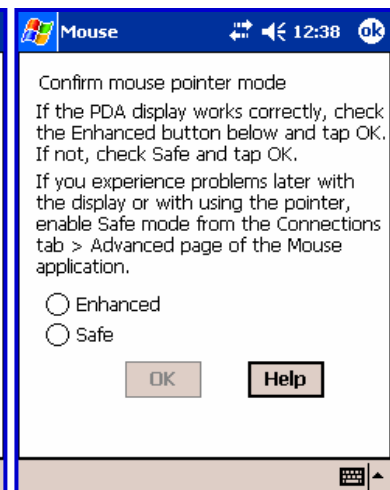 Mouse 12:38 ok
Confirm mouse pointer mode
If the PDA display works correctly, check
the Enhanced button below and tap OK.
If not, check Safe and tap OK.
If you experience problems later with
the display or with using the pointer,
enable Safe mode from the Connections
tab > Advanced page of the Mouse
application.
Enhanced
Safe
OK Help